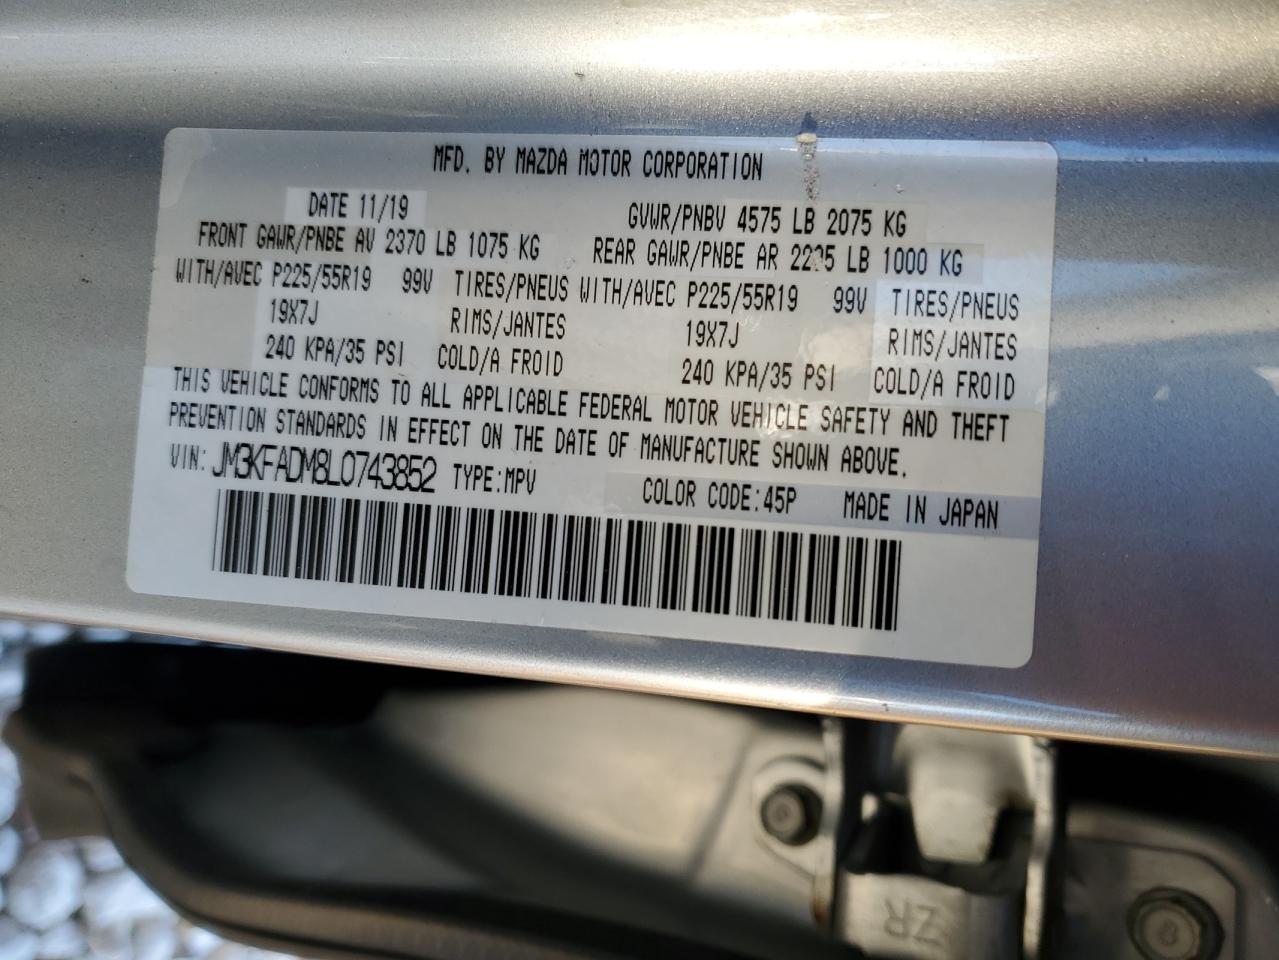 MFD. BY MAZDA MOTOR CORPORATION
DATE 11/19 GVWR/PNBV 4575 LB 2075 KG
FRONT GAWR/PNBE AV 2370 LB 1075 KG REAR GAWR/PNBE AR LB 1000 KG
WITH/AVEC P225/55R19 99V TIRES/PNEUS WITH/AVEC P225/55R19 99V TIRES/PNEUS
19X7J RIMS/JANTES 19X7J RIMS/JANTES
240 KPA/35 PSI COLD/A FROID 240 KPA/35 PSI COLD/A FROID
THIS VEHICLE CONFORMS TO ALL APPLICABLE FEDERAL MOTOR VEHICLE SAFETY AND THEFT
PREVENTION STANDARDS IN EFFECT ON THE DATE OF MANUFACTURE SHOWN ABOVE.
VIN: JM3KFADM8L0743852 TYPE:MPV COLOR CODE:45P MADE IN JAPAN
ZR
8